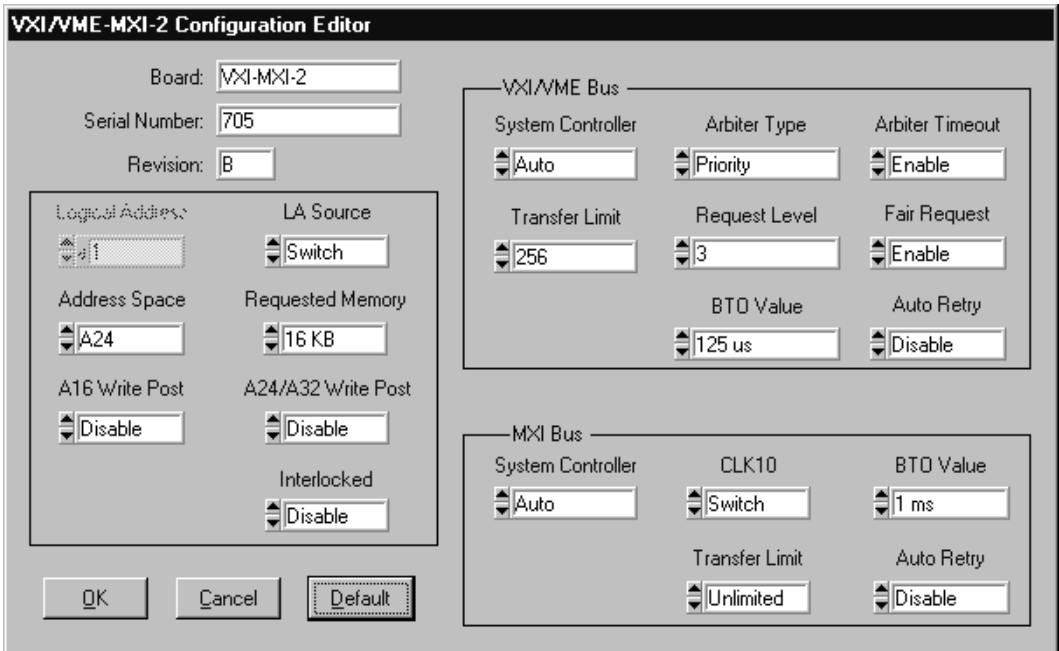 VXI/VME-MXI-2 Configuration Editor
Board: VXI-MXI-2
Serial Number: 705
Revision: B
Logical Address LA Source
d 1 Switch
Address Space Requested Memory
A24 16 KB
A16 Write Post A24/A32 Write Post
Disable Disable
Interlocked
Disable
OK Cancel Default
VXI/VME Bus
System Controller Arbiter Type Arbiter Timeout
Auto Priority Enable
Transfer Limit Request Level Fair Request
256 3 Enable
BTO Value Auto Retry
125 us Disable
MXI Bus
System Controller CLK10 BTO Value
Auto Switch 1 ms
Transfer Limit Auto Retry
Unlimited Disable